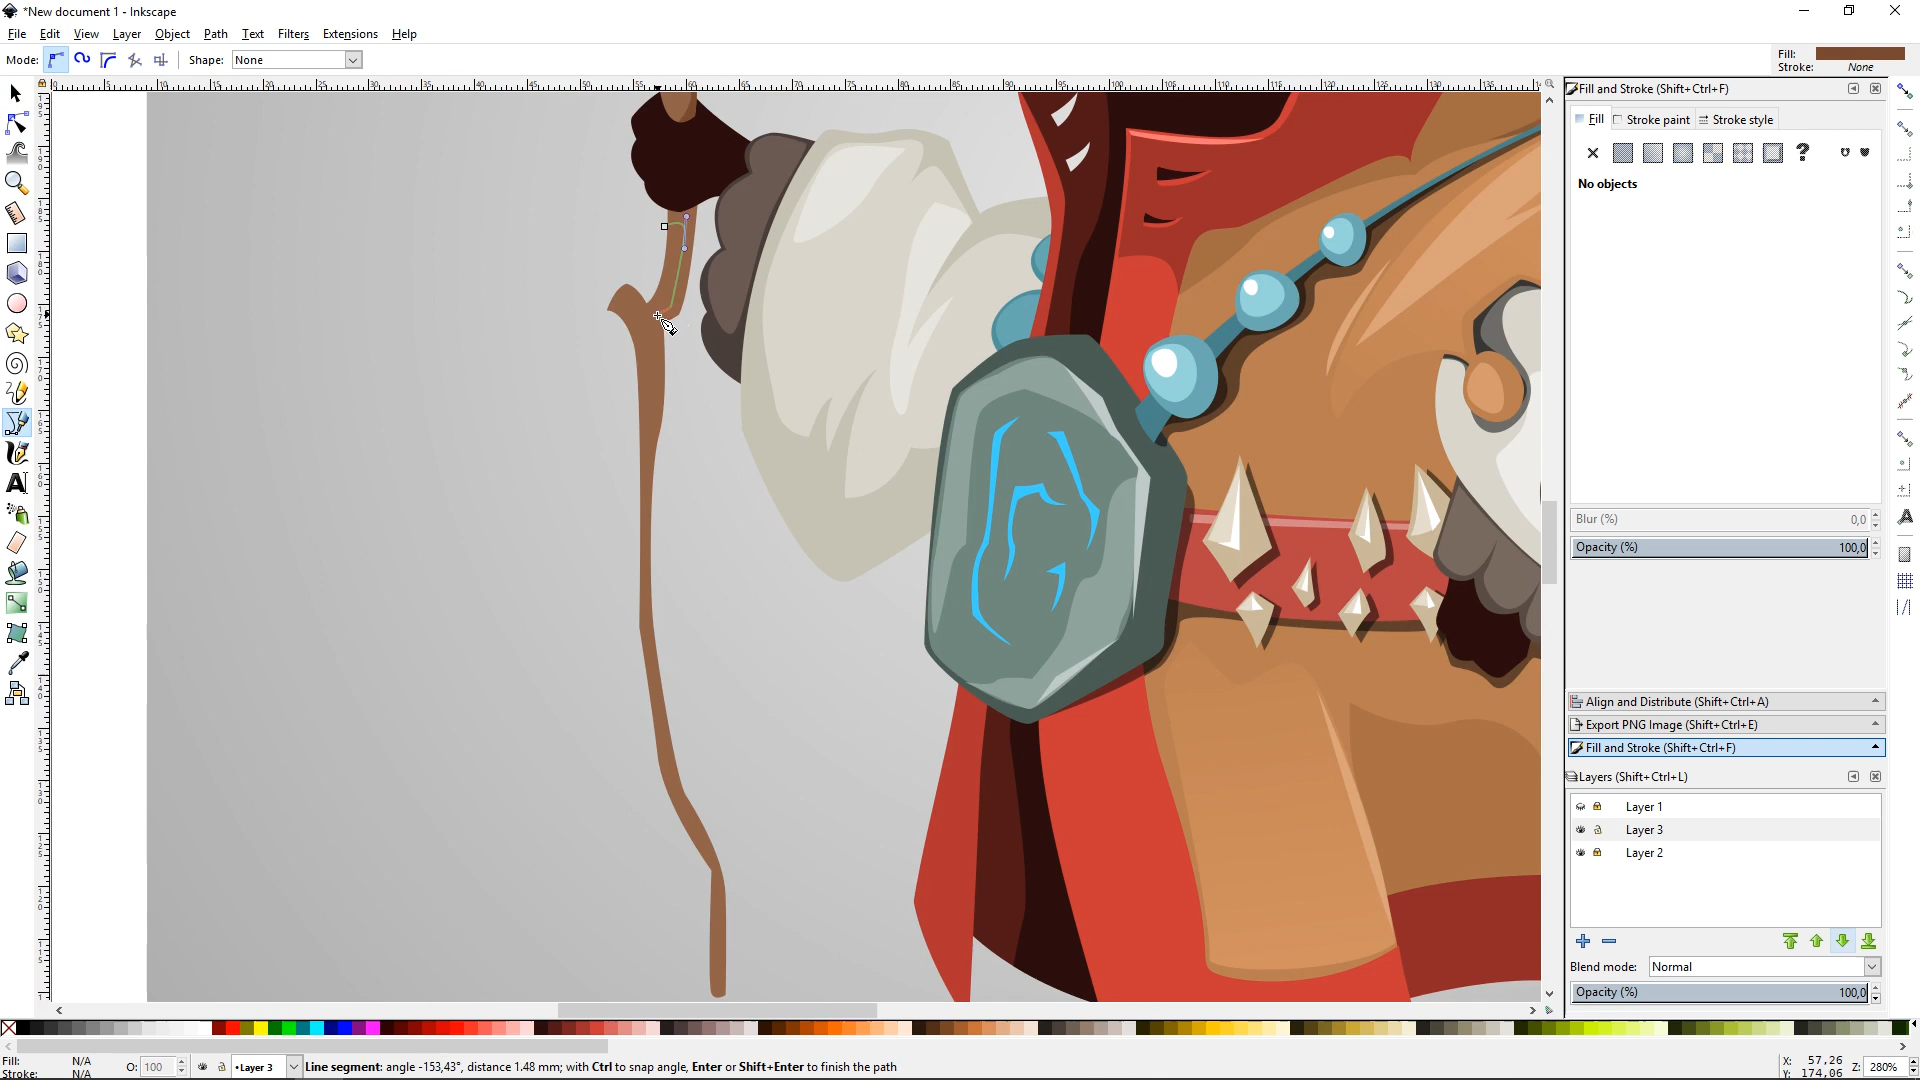 *New document 1 - Inkscape
File Edit View Layer Object Path Text Filters Extensions Help
Mode: Shape: None
Fill:
Stroke: None
Fill and Stroke (Shift+Ctrl+F)
Fill Stroke paint Stroke style
No objects
Blur (%) 0,0
Opacity (%) 100,0
Align and Distribute (Shift+Ctrl+A)
Export PNG Image (Shift+Ctrl+E)
Fill and Stroke (Shift+Ctrl+F)
Layers (Shift+Ctrl+L)
Layer 1
Layer 3
Layer 2
Blend mode: Normal
Opacity (%) 100,0
Fill: N/A
Stroke: N/A
O: 100
•Layer 3
Line segment: angle -153,43°, distance 1.48 mm; with Ctrl to snap angle, Enter or Shift+Enter to finish the path
X: 57,26
Y: 174,06
Z: 280%